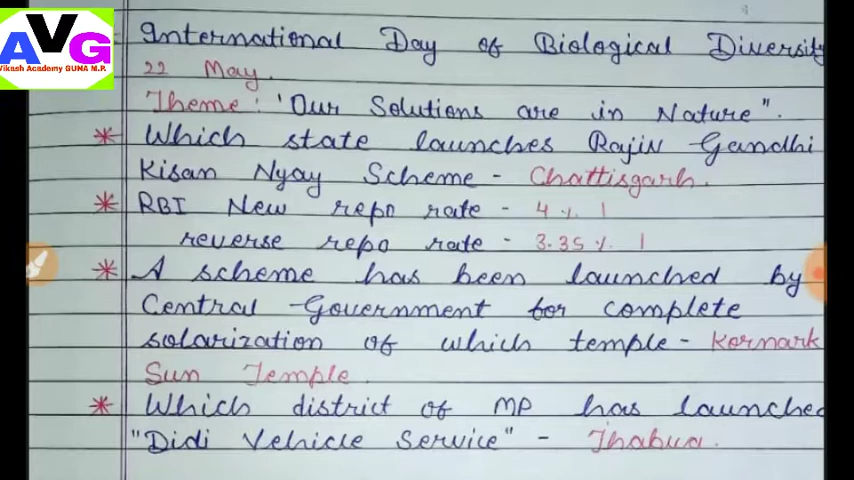 AVG
Vikash Academy GUNA M.P.
International Day of Biological Diversity
22 May.
Theme: 'Our Solutions are in Nature".
* Which state launches Rajiv Gandhi
Kisan Nyay Scheme - Chattisgarh.
* RBI New repo rate - 4 % |
reverse repo rate - 3.35 % |
* A scheme has been launched by
Central Government for complete
solarization of which temple - Kornark
Sun Temple.
* Which district of MP has launched
"Didi Vehicle Service" - Jhabua.